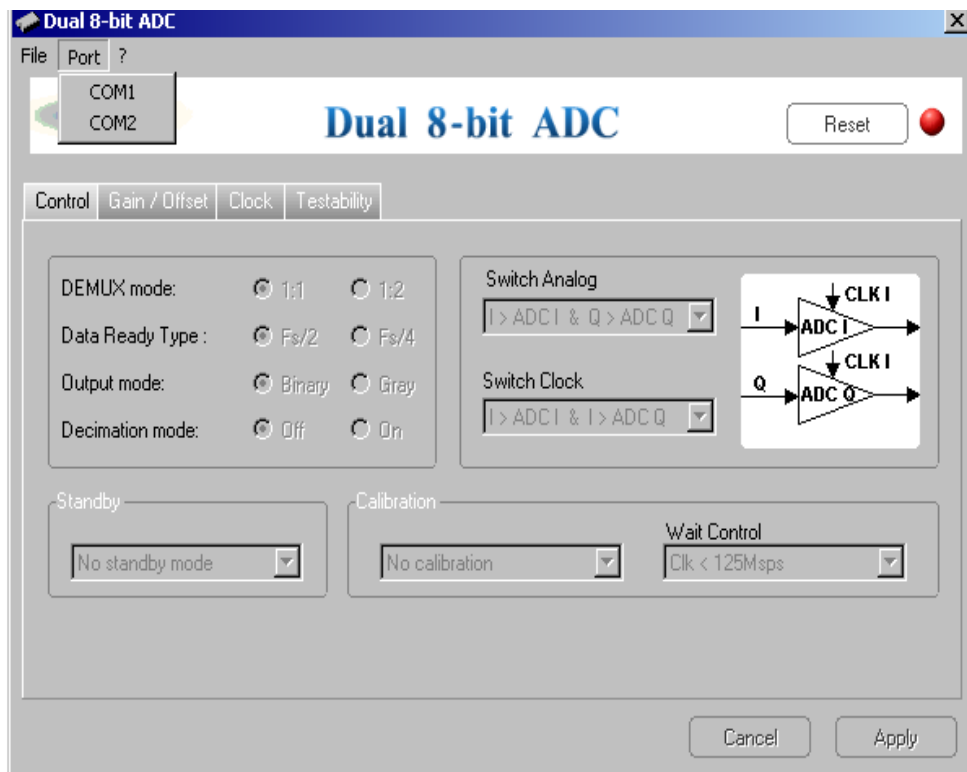 Dual 8-bit ADC
File Port ?
COM1
COM2
Dual 8-bit ADC
Reset
Control Gain / Offset Clock Testability
DEMUX mode: 1:1 1:2
Data Ready Type : Fs/2 Fs/4
Output mode: Binary Gray
Decimation mode: Off On
Switch Analog
I > ADC I & Q > ADC Q
Switch Clock
I > ADC I & I > ADC Q
CLK I
I
ADC I
CLK I
Q
ADC Q
Standby
No standby mode
Calibration
No calibration
Wait Control
Clk < 125Msps
Cancel Apply